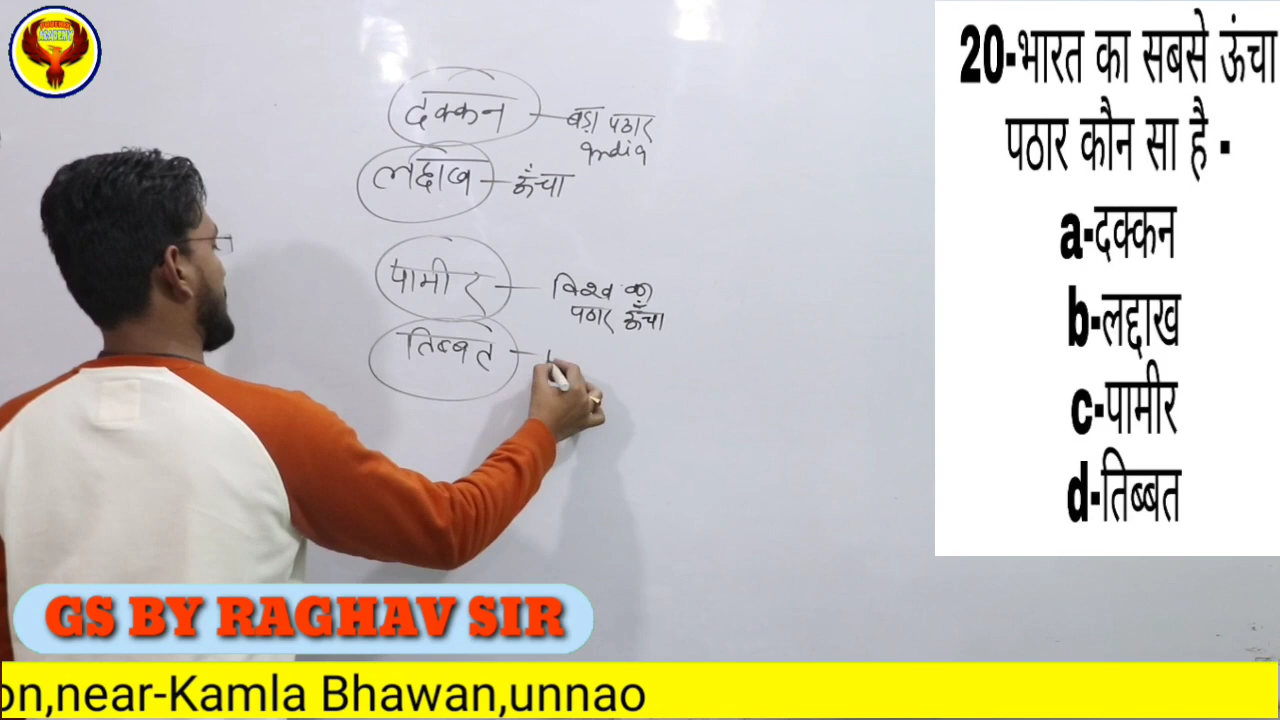 ACADEMY
दक्कन - बड़ा पठार
India
लद्दाख - ऊँचा
पामीर - विश्व का
पठार ऊँचा
तिब्बत -
20-भारत का सबसे ऊंचा
पठार कौन सा है -
a-दक्कन
b-लद्दाख
c-पामीर
d-तिब्बत
GS BY RAGHAV SIR
on,near-Kamla Bhawan,unnao